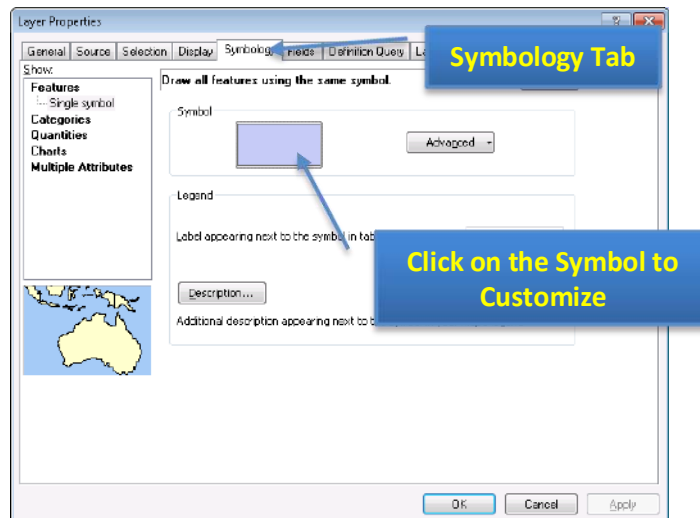 Layer Properties
General Source Selection Display Symbology Fields Definition Query
Symbology Tab
Show:
Features
Single symbol
Categories
Quantities
Charts
Multiple Attributes
Draw all features using the same symbol.
Symbol
Advanced
Legend
Label appearing next to the symbol in
Click on the Symbol to
Customize
Description...
Additional description appearing next to
OK Cancel Apply